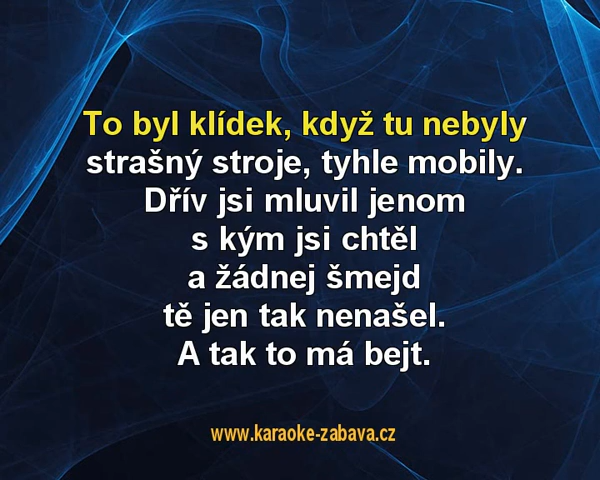 To byl klídek, když tu nebyly
strašný stroje, tyhle mobily.
Dřív jsi mluvil jenom
s kým jsi chtěl
a žádnej šmejd
tě jen tak nenašel.
A tak to má bejt.
www.karaoke-zabava.cz